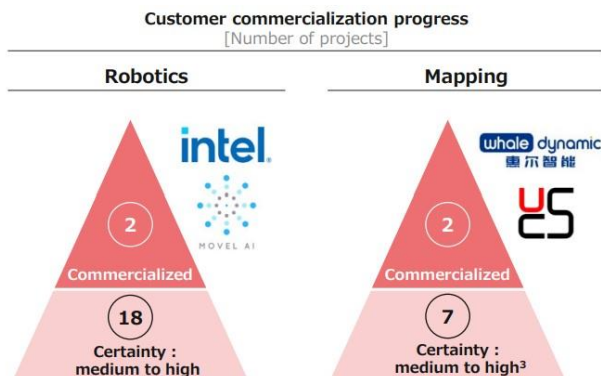 Customer commercialization progress
[Number of projects]
Robotics
Mapping
intel.
MOVEL AI
2
Commercialized
18
Certainty :
medium to high
whale dynamic
惠尔智能
UCS
2
Commercialized
7
Certainty :
medium to high³